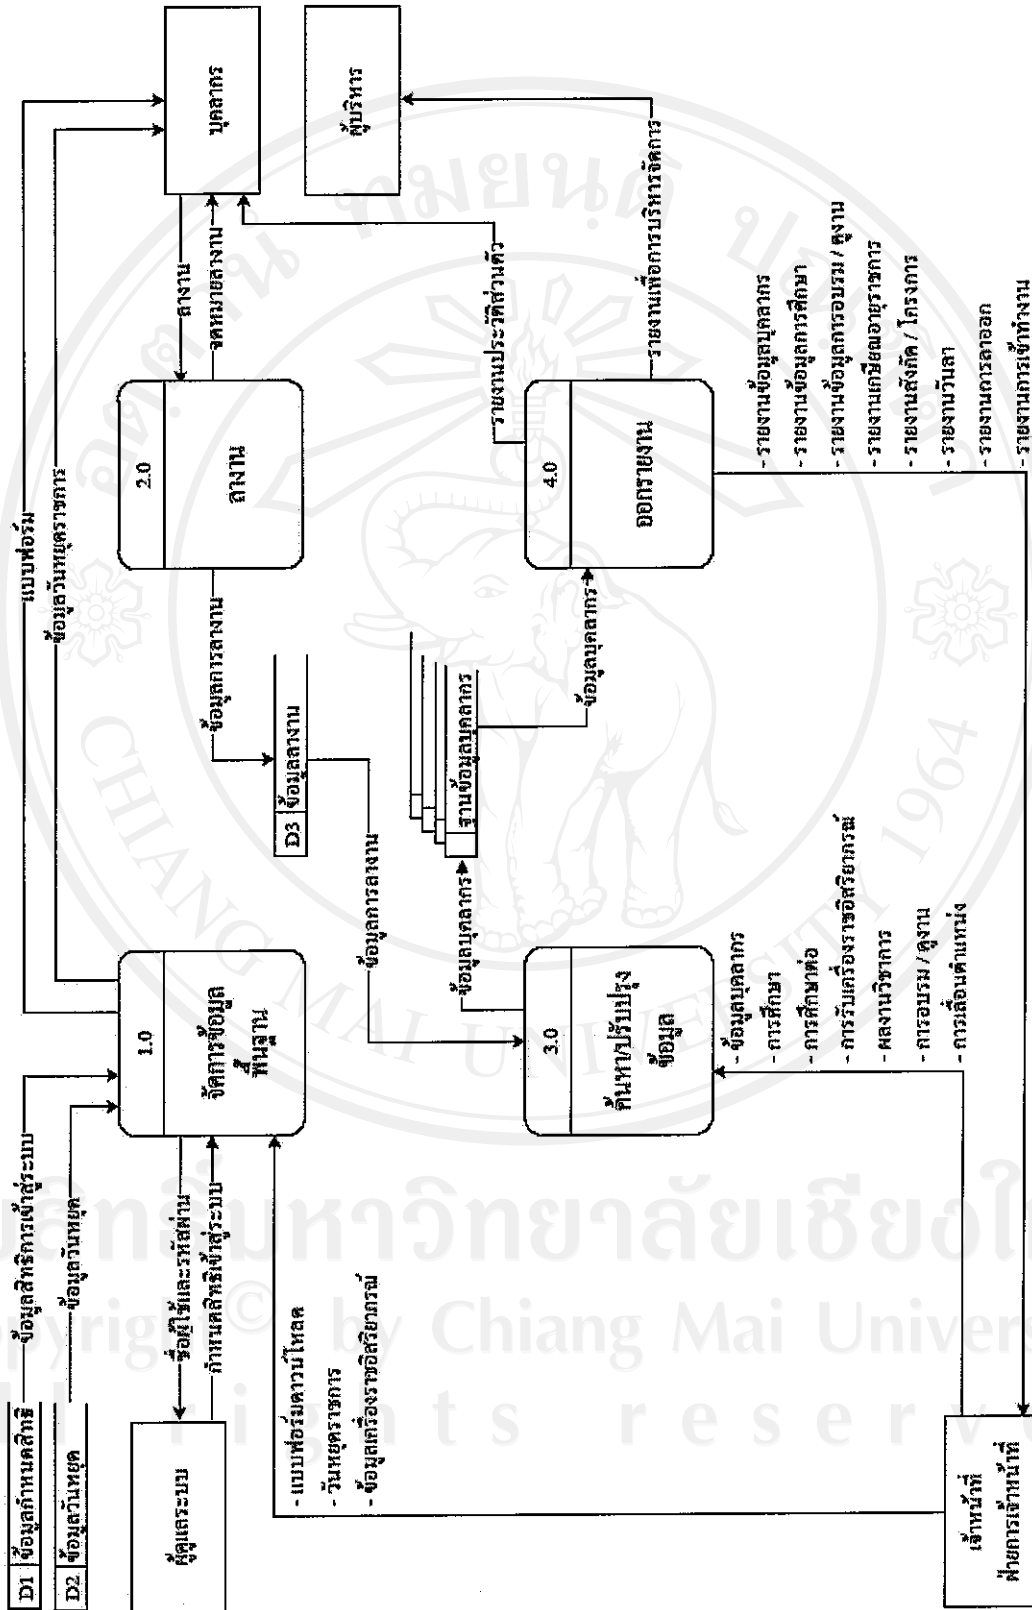 D1 ข้อมูลกำหนดสิทธิ์
ข้อมูลสิทธิการเข้าสู่ระบบ
D2 ข้อมูลวันหยุด
ข้อมูลวันหยุด
แบบฟอร์ม
ข้อมูลวันหยุดราชการ
ผู้ดูแลระบบ
ชื่อผู้ใช้และรหัสผ่าน
กำหนดสิทธิเข้าสู่ระบบ
1.0
จัดการข้อมูล
พื้นฐาน
2.0
ลางาน
ข้อมูลการลางาน
ลางาน
จดหมายลางาน
บุคลากร
ผู้บริหาร
D3 ข้อมูลลางาน
ข้อมูลการลางาน
- แบบฟอร์มดาวน์โหลด
- วันหยุดราชการ
- ข้อมูลเครื่องราชอิสริยาภรณ์
3.0
ค้นหา/ปรับปรุง
ข้อมูล
ข้อมูลบุคลากร
ฐานข้อมูลบุคลากร
ข้อมูลบุคลากร
4.0
ออกรายงาน
รายงานประวัติส่วนตัว
รายงานเพื่อการบริหารจัดการ
- ข้อมูลบุคลากร
- การศึกษา
- การศึกษาต่อ
- การรับเครื่องราชอิสริยาภรณ์
- ผลงานวิชาการ
- การอบรม / ดูงาน
- การเลื่อนตำแหน่ง
- รายงานข้อมูลบุคลากร
- รายงานข้อมูลการศึกษา
- รายงานข้อมูลการอบรม / ดูงาน
- รายงานเกษียณอายุราชการ
- รายงานสังกัด / โครงการ
- รายงานวันลา
- รายงานการลาออก
- รายงานการเข้าทำงาน
เจ้าหน้าที่
ฝ่ายการเจ้าหน้าที่
CHIANG MAI UNIVERSITY 1964
by Chiang Mai Univers
rights reserve